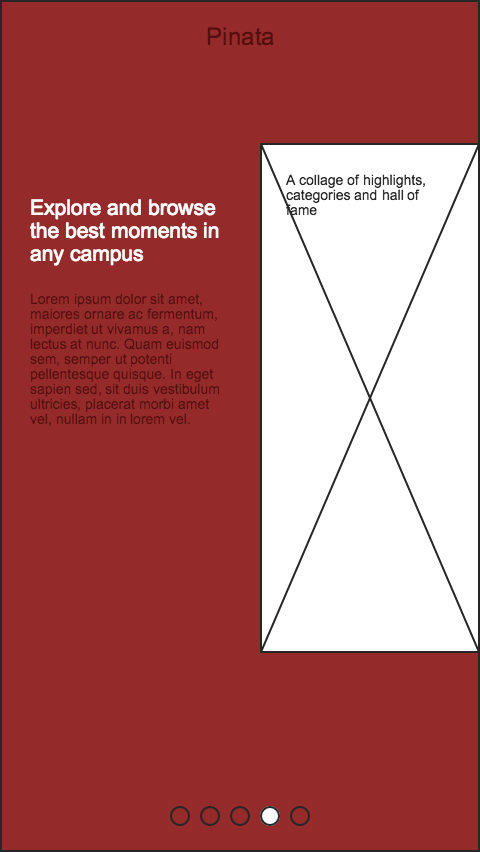 Pinata
Explore and browse
the best moments in
any campus
Lorem ipsum dolor sit amet,
maiores ornare ac fermentum,
imperdiet ut vivamus a, nam
lectus at nunc. Quam euismod
sem, semper ut potenti
pellentesque quisque. In eget
sapien sed, sit duis vestibulum
ultricies, placerat morbi amet
vel, nullam in in lorem vel.
A collage of highlights,
categories and hall of
fame